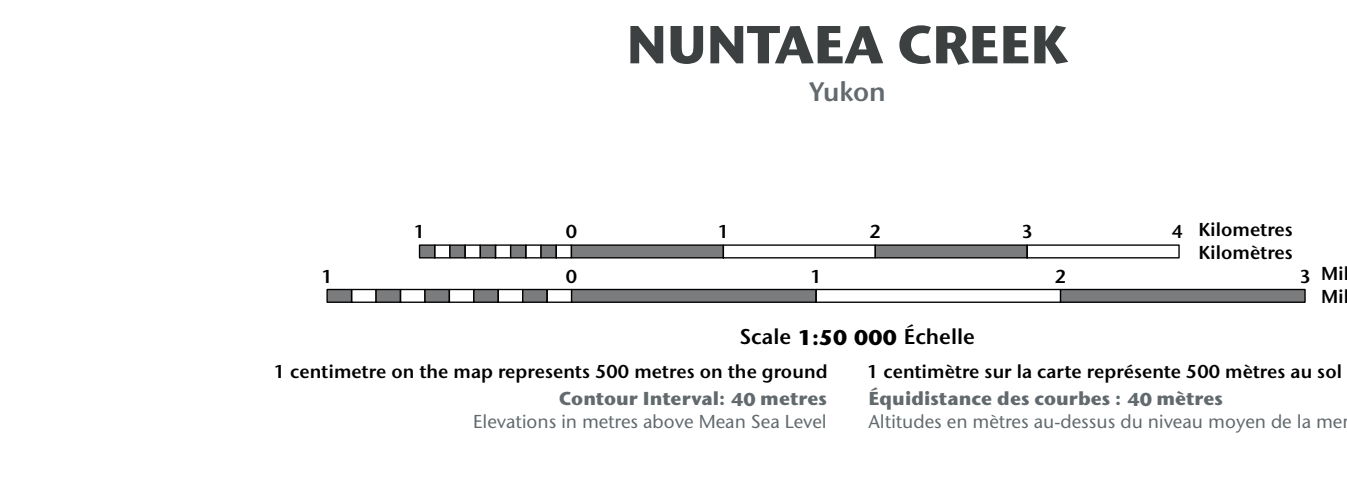 NUNTAEA CREEK
Yukon
1 0 1 2 3 4 Kilometres
Kilomètres
1 0 1 2 3 Mil
Mil
Scale 1:50 000 Échelle
1 centimetre on the map represents 500 metres on the ground
1 centimètre sur la carte représente 500 mètres au sol
Contour Interval: 40 metres
Équidistance des courbes : 40 mètres
Elevations in metres above Mean Sea Level
Altitudes en mètres au-dessus du niveau moyen de la mer